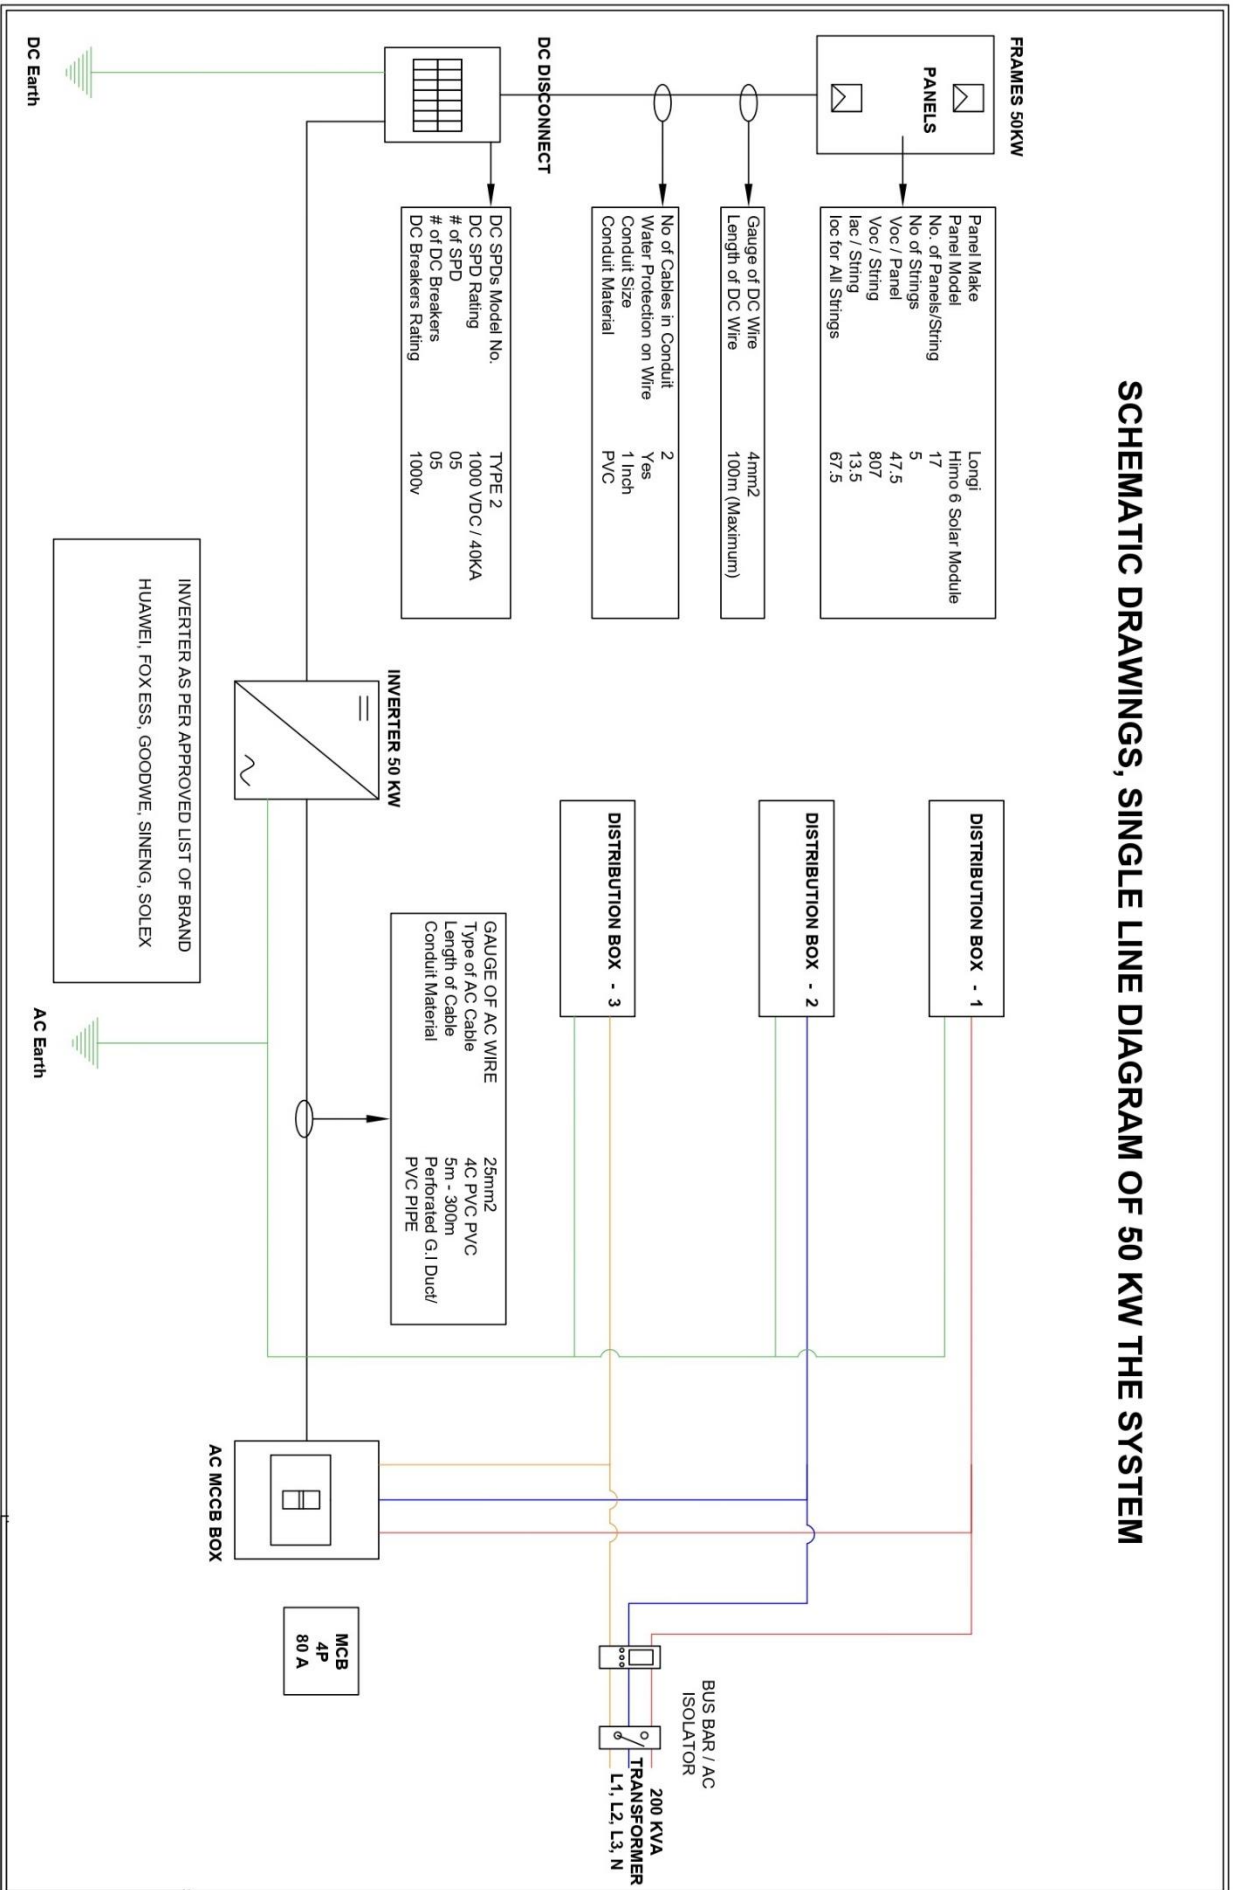 SCHEMATIC DRAWINGS, SINGLE LINE DIAGRAM OF 50 KW THE SYSTEM
FRAMES 50KW
PANELS
Panel Make Longi
Panel Model Himo 6 Solar Module
No. of Panels/String 17
No of Strings 5
Voc / Panel 47.5
Voc / String 807
Iac / String 13.5
Ioc for All Strings 67.5
Gauge of DC Wire 4mm2
Length of DC Wire 100m (Maximum)
No of Cables in Conduit 2
Water Protection on Wire Yes
Conduit Size 1 Inch
Conduit Material PVC
DC DISCONNECT
DC SPDs Model No. TYPE 2
DC SPD Rating 1000 VDC / 40KA
# of SPD 05
# of DC Breakers 05
DC Breakers Rating 1000v
DC Earth
DISTRIBUTION BOX - 1
DISTRIBUTION BOX - 2
DISTRIBUTION BOX - 3
INVERTER 50 KW
GAUGE OF AC WIRE 25mm2
Type of AC Cable 4C PVC PVC
Length of Cable 5m - 300m
Conduit Material Perforated G.I Duct/
PVC PIPE
INVERTER AS PER APPROVED LIST OF BRAND
HUAWEI, FOX ESS, GOODWE, SINENG, SOLEX
AC Earth
BUS BAR / AC
ISOLATOR
200 KVA
TRANSFORMER
L1, L2, L3, N
AC MCCB BOX
MCB
4P
80 A